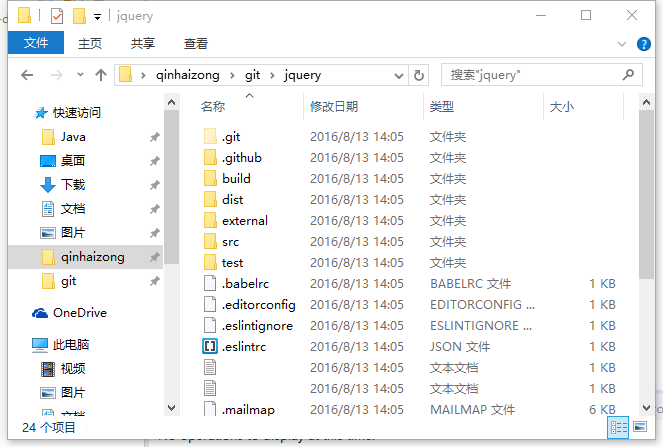 jquery
文件 主页 共享 查看
qinhaizong git jquery 搜索"jquery"
名称 修改日期 类型 大小
快速访问
Java
桌面
下载
文档
图片
qinhaizong
git
OneDrive
此电脑
视频
图片
文档
.git 2016/8/13 14:05 文件夹
.github 2016/8/13 14:05 文件夹
build 2016/8/13 14:05 文件夹
dist 2016/8/13 14:05 文件夹
external 2016/8/13 14:05 文件夹
src 2016/8/13 14:05 文件夹
test 2016/8/13 14:05 文件夹
.babelrc 2016/8/13 14:05 BABELRC 文件 1 KB
.editorconfig 2016/8/13 14:05 EDITORCONFIG ... 1 KB
.eslintignore 2016/8/13 14:05 ESLINTIGNORE ... 1 KB
.eslintrc 2016/8/13 14:05 JSON 文件 1 KB
2016/8/13 14:05 文本文档 1 KB
2016/8/13 14:05 文本文档 1 KB
.mailmap 2016/8/13 14:05 MAILMAP 文件 6 KB
24 个项目
No operations to display at this time.